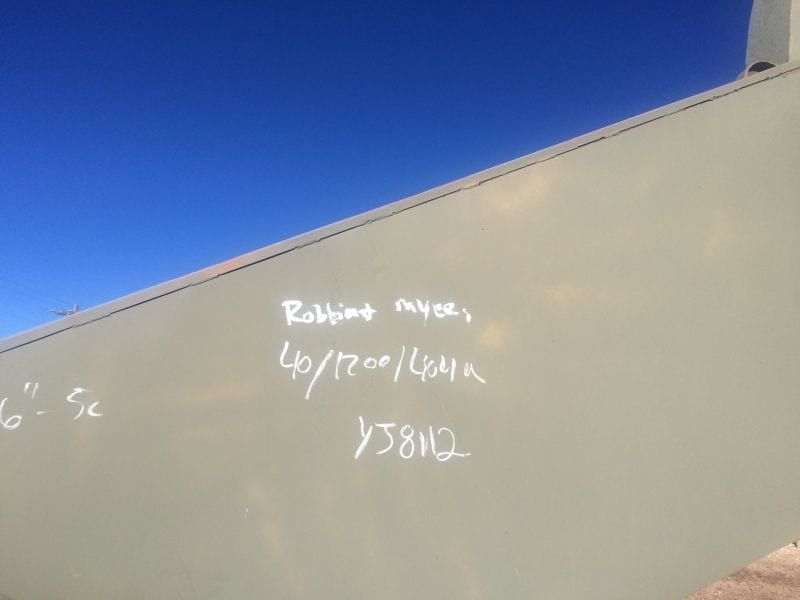 Robbins Myers
40/1200/404a
6"- 5c
YJ8112